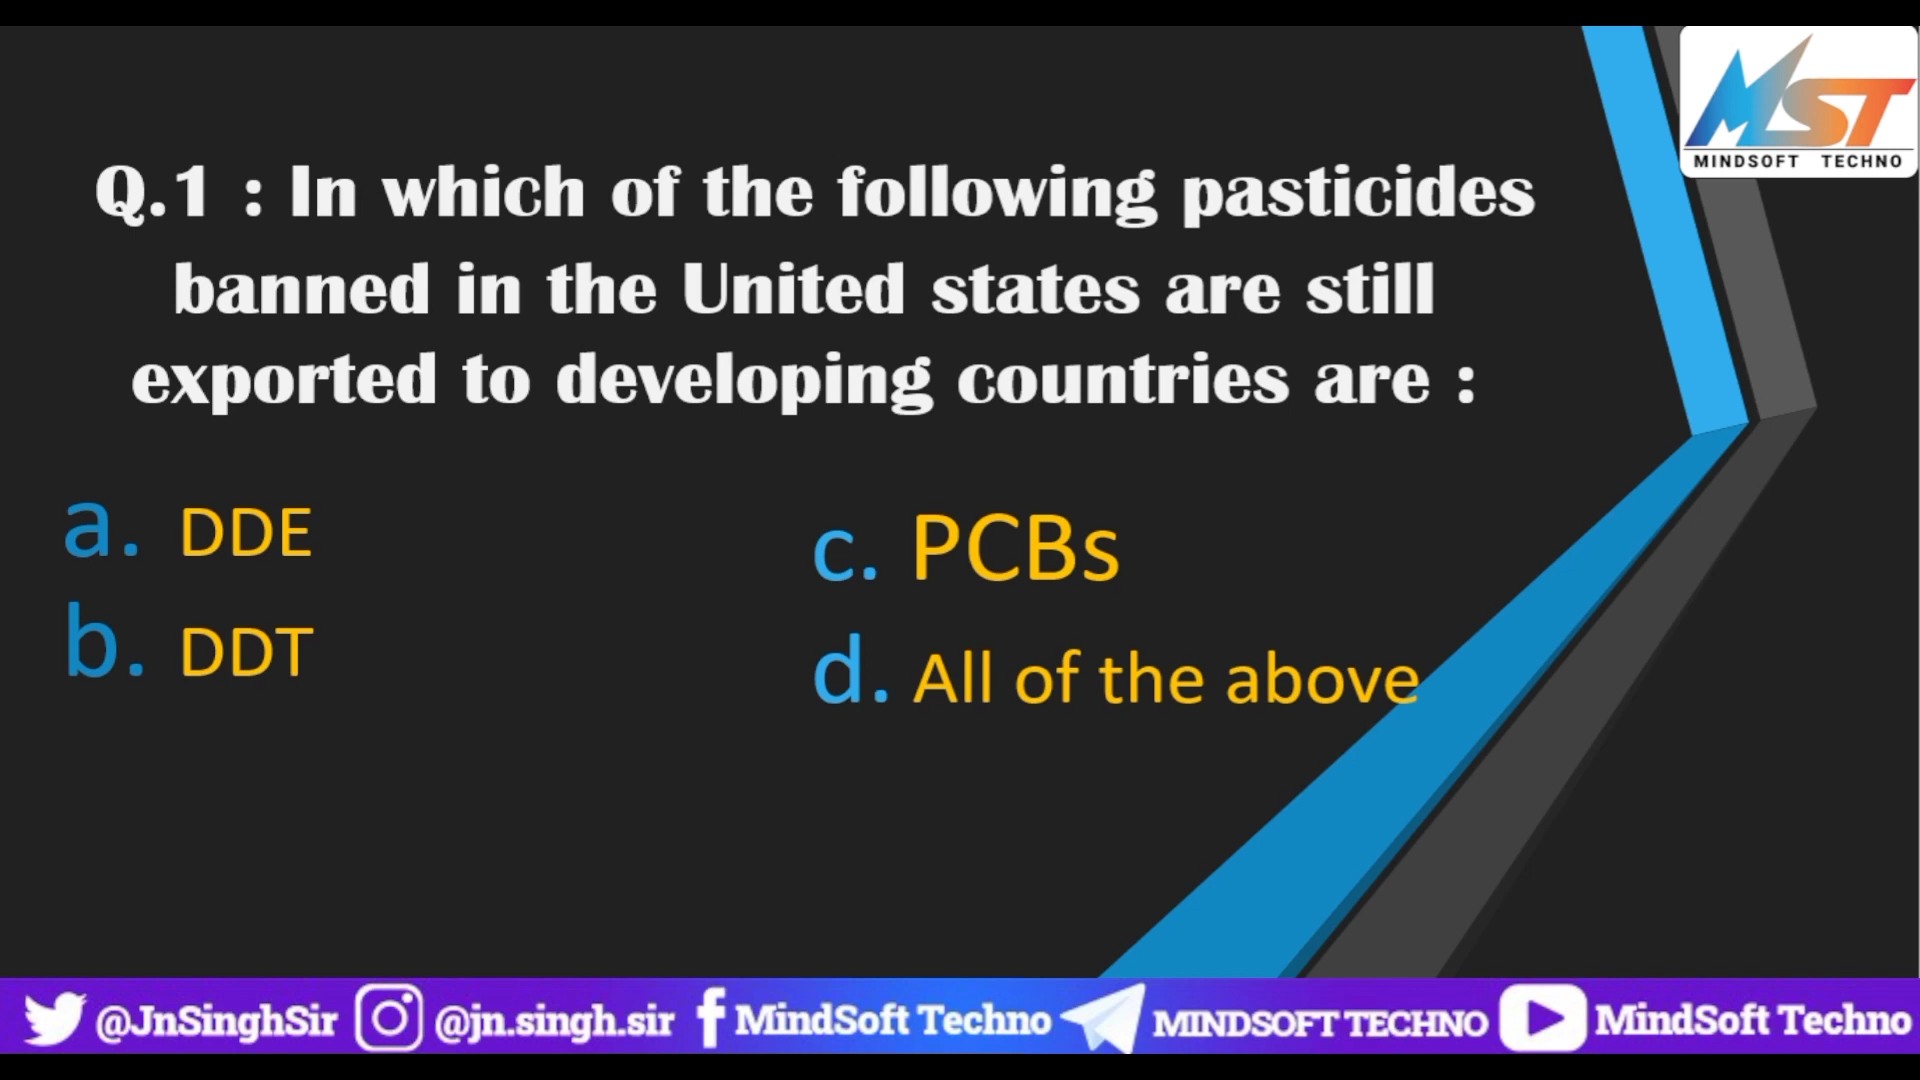 MST
MINDSOFT TECHNO
Q.1 : In which of the following pasticides
banned in the United states are still
exported to developing countries are :
a. DDE
b. DDT
c. PCBs
d. All of the above
@JnSinghSir @jn.singh.sir MindSoft Techno MINDSOFT TECHNO MindSoft Techno